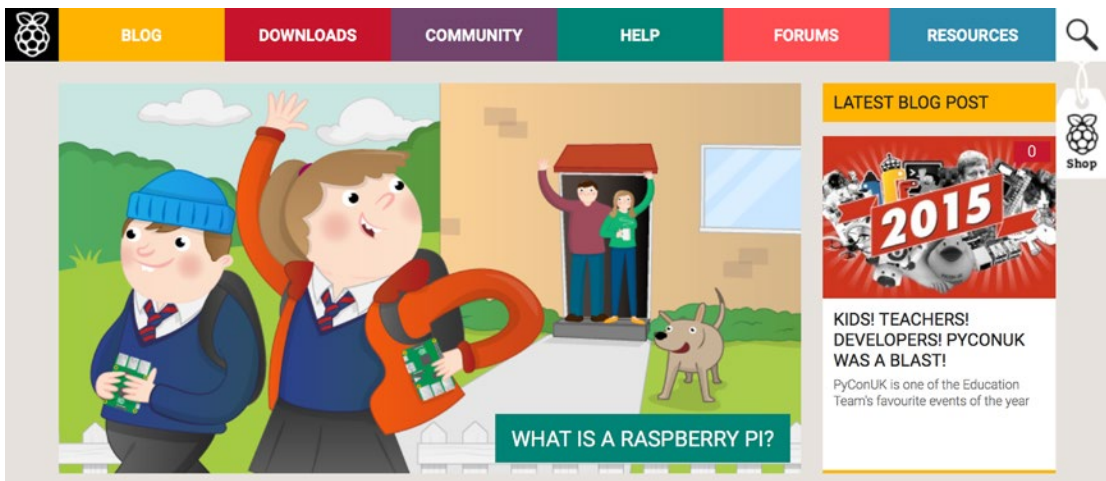 BLOG
DOWNLOADS
COMMUNITY
HELP
FORUMS
RESOURCES
WHAT IS A RASPBERRY PI?
LATEST BLOG POST
0
2015
KIDS! TEACHERS!
DEVELOPERS! PYCONUK
WAS A BLAST!
PyConUK is one of the Education
Team's favourite events of the year
Shop